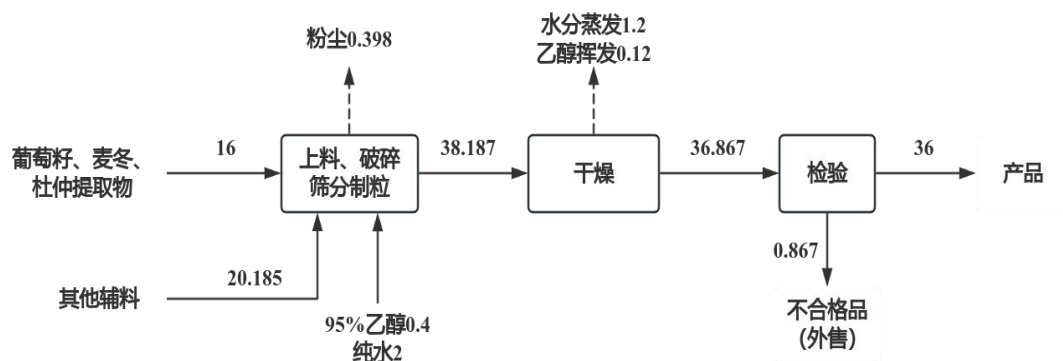 粉尘0.398
水分蒸发1.2
乙醇挥发0.12
葡萄籽、麦冬、
杜仲提取物
16
上料、破碎
筛分制粒
38.187
干燥
36.867
检验
36
产品
其他辅料
20.185
95%乙醇0.4
纯水2
0.867
不合格品
（外售）